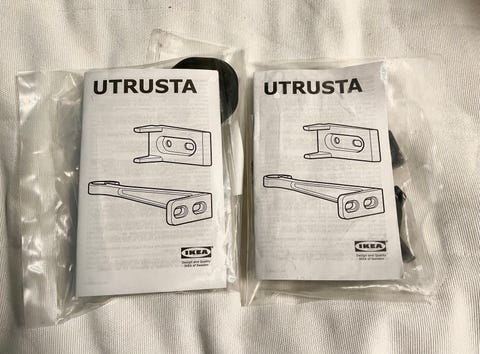 UTRUSTA
IKEA
Design and Quality
IKEA of Sweden
UTRUSTA
IKEA
Design and Quality
IKEA of Sweden